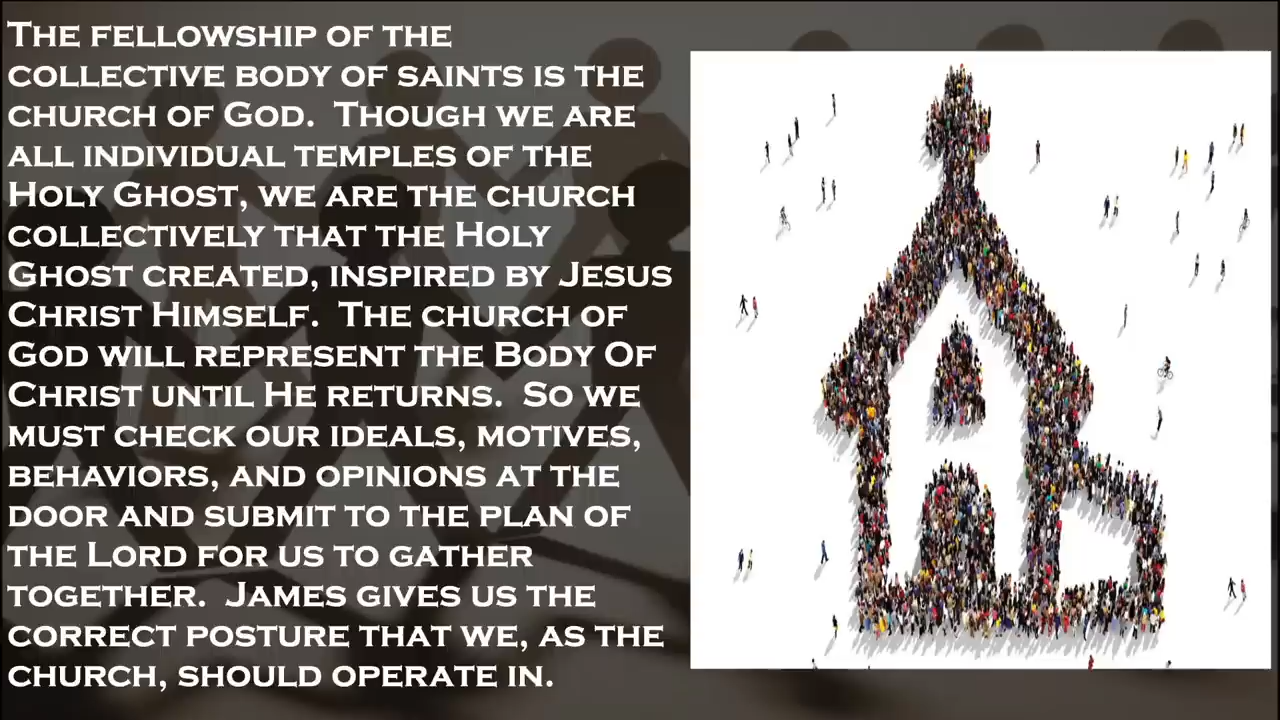 The fellowship of the
collective body of saints is the
church of God.  Though we are
all individual temples of the
Holy Ghost, we are the church
collectively that the Holy
Ghost created, inspired by Jesus
Christ Himself.  The church of
God will represent the Body Of
Christ until He returns.  So we
must check our ideals, motives,
behaviors, and opinions at the
door and submit to the plan of
the Lord for us to gather
together.  James gives us the
correct posture that we, as the
church, should operate in.